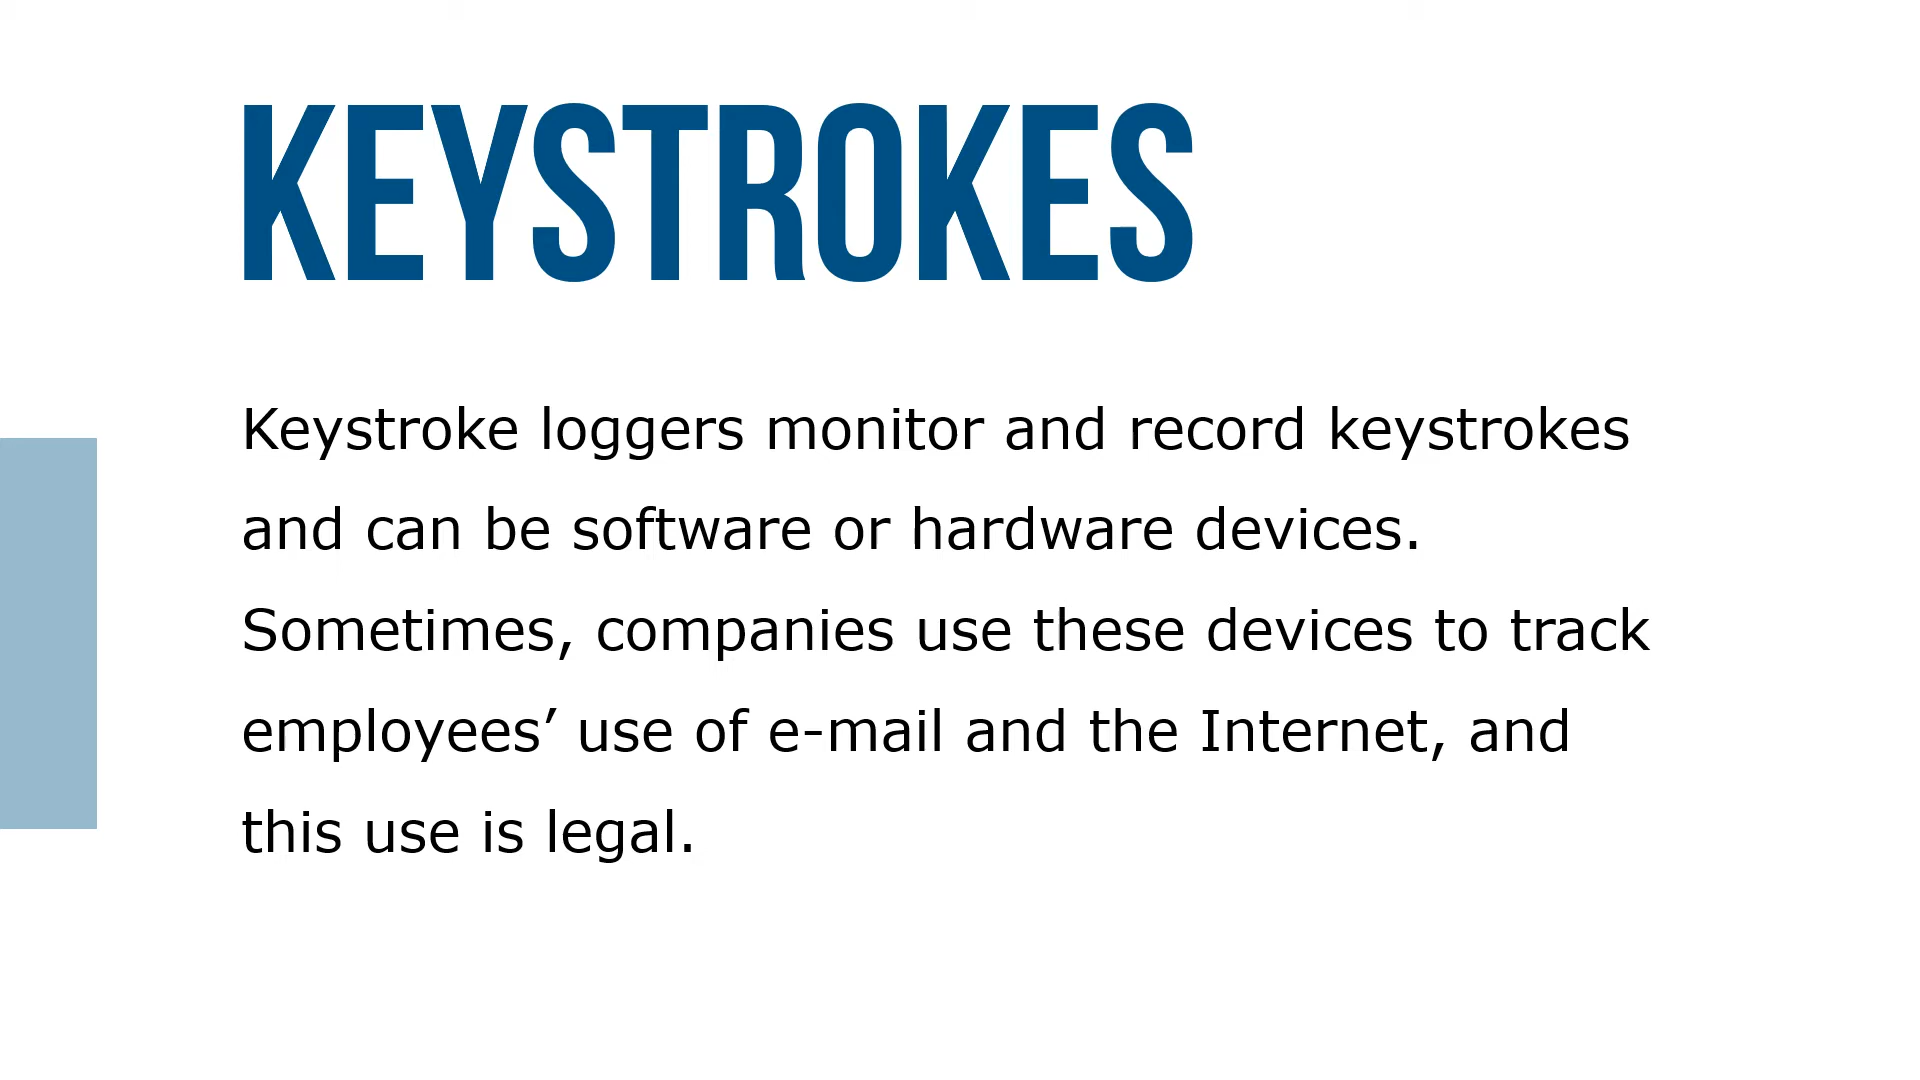 KEYSTROKES
Keystroke loggers monitor and record keystrokes
and can be software or hardware devices.
Sometimes, companies use these devices to track
employees’ use of e-mail and the Internet, and
this use is legal.